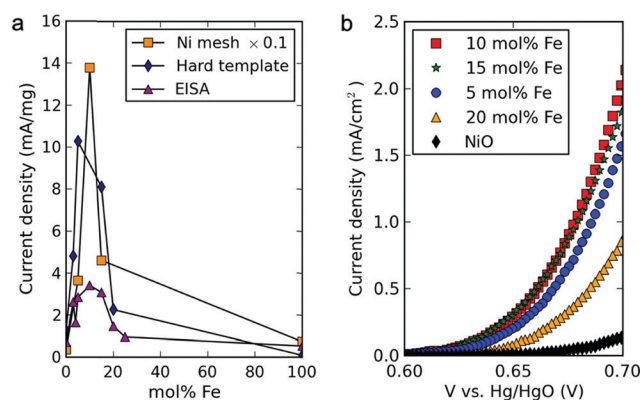 a
Ni mesh × 0.1
Hard template
EISA
16
14
12
10
8
6
4
2
0
0
20
40
60
80
100
Current density (mA/mg)
mol% Fe
b
10 mol% Fe
15 mol% Fe
5 mol% Fe
20 mol% Fe
NiO
2.5
2.0
1.5
1.0
0.5
0.0
0.60
0.65
0.70
Current density (mA/cm²)
V vs. Hg/HgO (V)